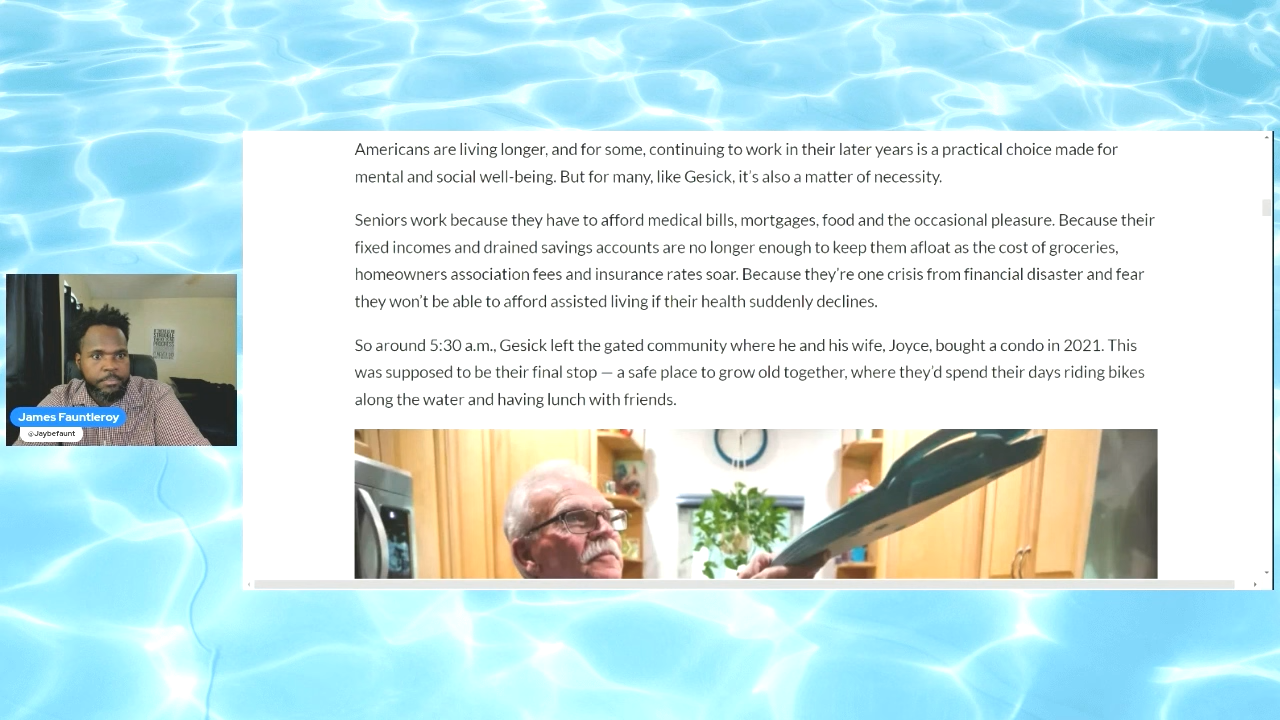 Americans are living longer, and for some, continuing to work in their later years is a practical choice made for
mental and social well-being. But for many, like Gesick, it's also a matter of necessity.
Seniors work because they have to afford medical bills, mortgages, food and the occasional pleasure. Because their
fixed incomes and drained savings accounts are no longer enough to keep them afloat as the cost of groceries,
homeowners association fees and insurance rates soar. Because they're one crisis from financial disaster and fear
they won't be able to afford assisted living if their health suddenly declines.
So around 5:30 a.m., Gesick left the gated community where he and his wife, Joyce, bought a condo in 2021. This
was supposed to be their final stop — a safe place to grow old together, where they'd spend their days riding bikes
along the water and having lunch with friends.
James Fauntleroy
@Jaybefaunt